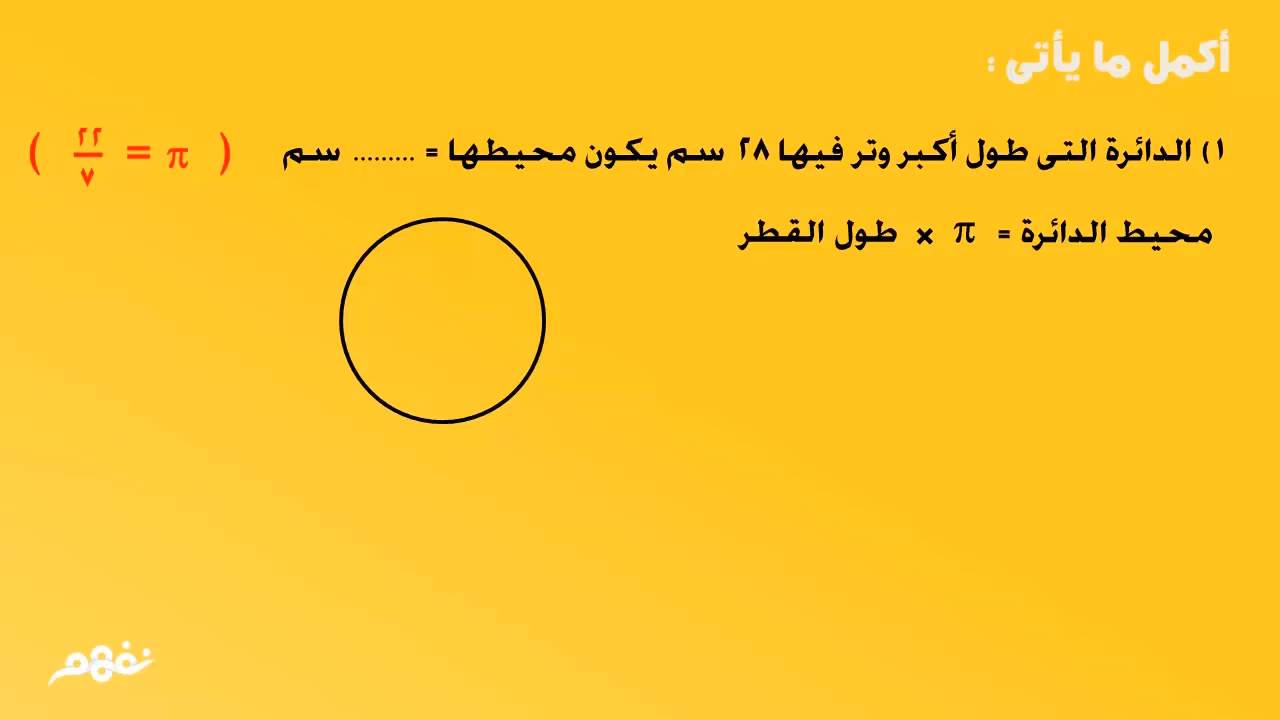 أكمل ما يأتى :
١) الدائرة التى طول أكبر وتر فيها ٢٨ سم يكون محيطها = ......... سم ( π = ٢٢/٧ )
محيط الدائرة = π × طول القطر
نفهم